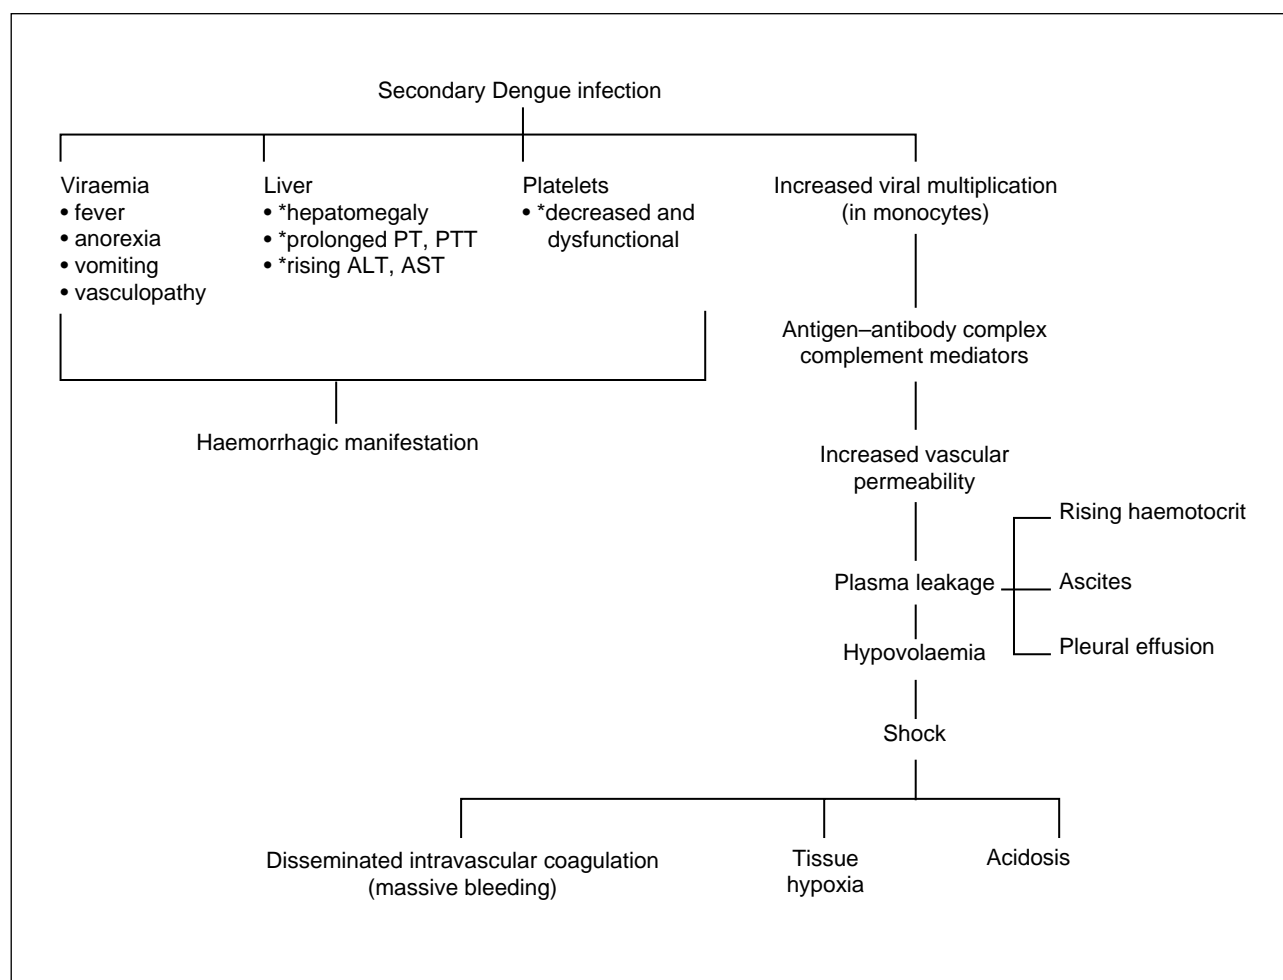 Secondary Dengue infection
Viraemia
• fever
• anorexia
• vomiting
• vasculopathy
Liver
• *hepatomegaly
• *prolonged PT, PTT
• *rising ALT, AST
Platelets
• *decreased and
dysfunctional
Increased viral multiplication
(in monocytes)
Antigen–antibody complex
complement mediators
Haemorrhagic manifestation
Increased vascular
permeability
Plasma leakage
Rising haemotocrit
Ascites
Pleural effusion
Hypovolaemia
Shock
Disseminated intravascular coagulation
(massive bleeding)
Tissue
hypoxia
Acidosis